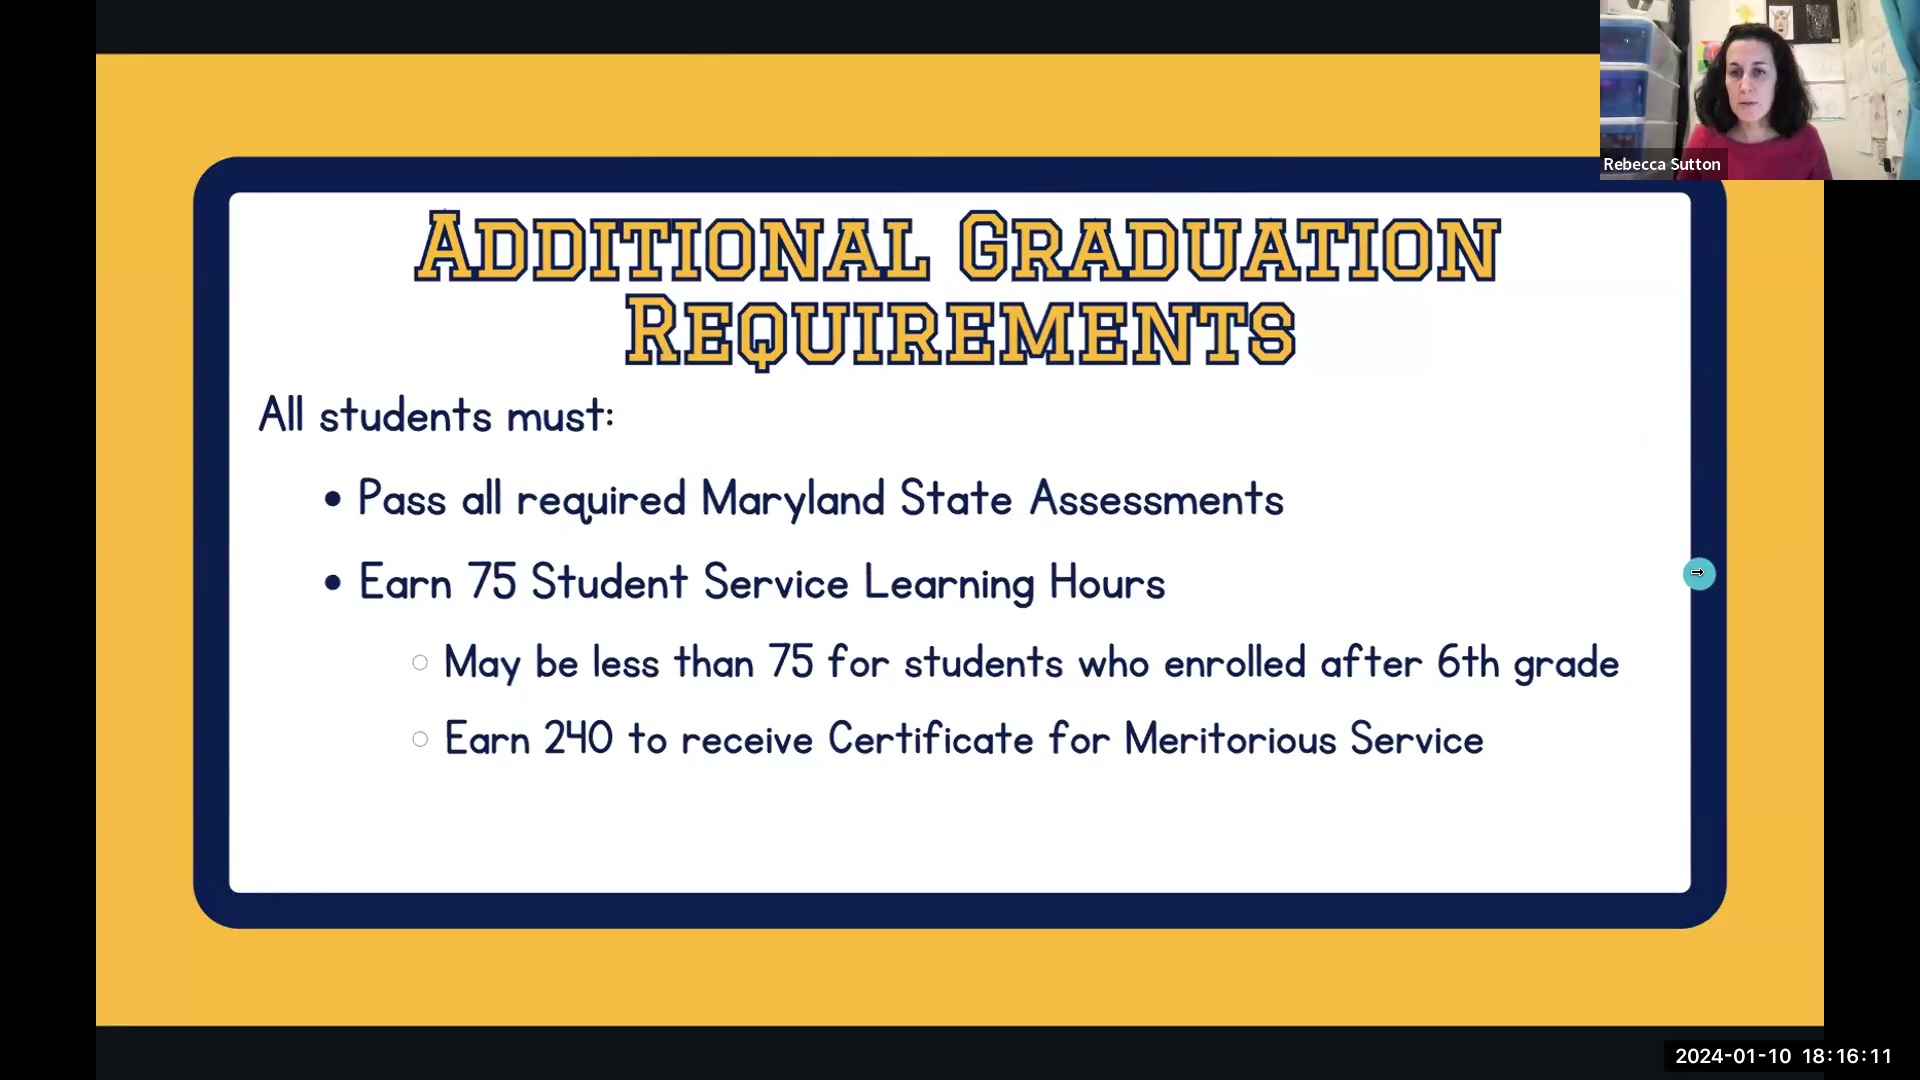 Rebecca Sutton
Additional Graduation
Requirements
All students must:
• Pass all required Maryland State Assessments
• Earn 75 Student Service Learning Hours
○ May be less than 75 for students who enrolled after 6th grade
○ Earn 240 to receive Certificate for Meritorious Service
2024-01-10 18:16:11